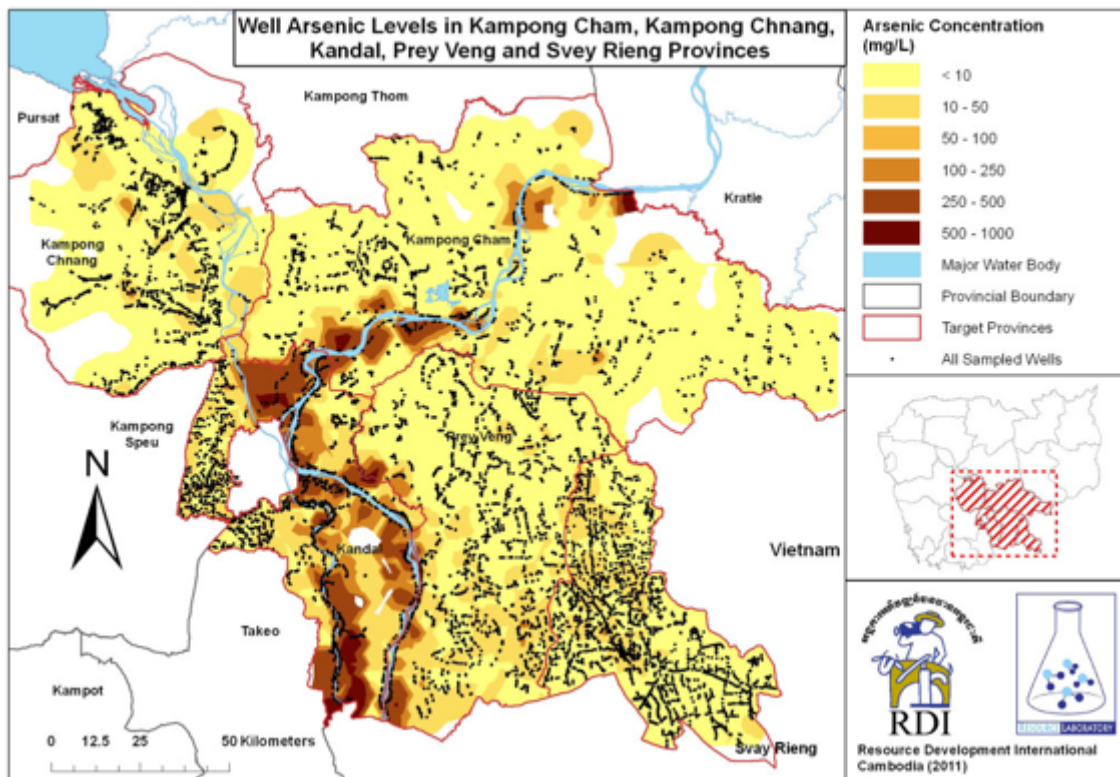 Well Arsenic Levels in Kampong Cham, Kampong Chnang,
Kandal, Prey Veng and Svey Rieng Provinces
Pursat
Kampong Thom
Kratie
Kampong
Chnang
Kampong Cham
Kampong
Speu
Prey Veng
N
Kandal
Vietnam
Takeo
Kampot
Svay Rieng
0 12.5 25 50 Kilometers
Arsenic Concentration
(mg/L)
< 10
10 - 50
50 - 100
100 - 250
250 - 500
500 - 1000
Major Water Body
Provincial Boundary
Target Provinces
All Sampled Wells
RDI
RESOURCE LABORATORY
Resource Development International
Cambodia (2011)